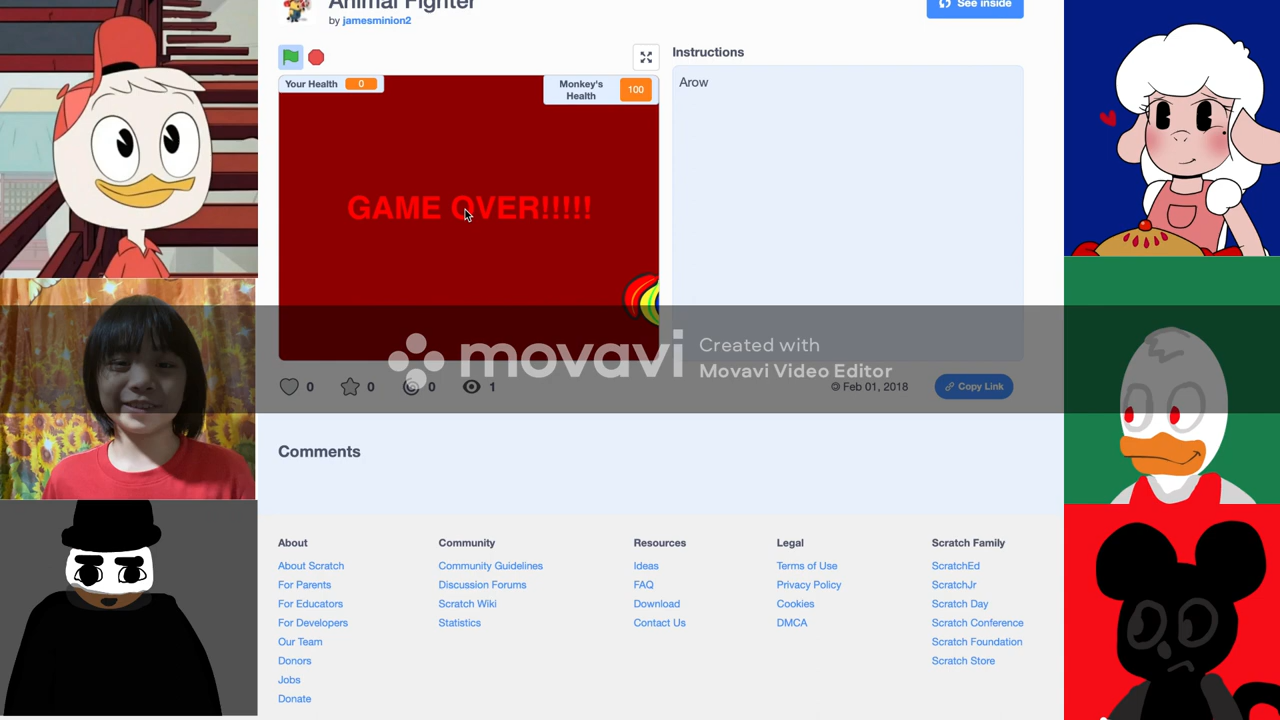 Animal Fighter
See inside
by jamesminion2
Instructions
Your Health 0
Monkey's Health 100
Arow
GAME OVER!!!!!
movavi
Created with
Movavi Video Editor
0 0 0 1
© Feb 01, 2018
Copy Link
Comments
About
About Scratch
For Parents
For Educators
For Developers
Our Team
Donors
Jobs
Donate
Community
Community Guidelines
Discussion Forums
Scratch Wiki
Statistics
Resources
Ideas
FAQ
Download
Contact Us
Legal
Terms of Use
Privacy Policy
Cookies
DMCA
Scratch Family
ScratchEd
ScratchJr
Scratch Day
Scratch Conference
Scratch Foundation
Scratch Store